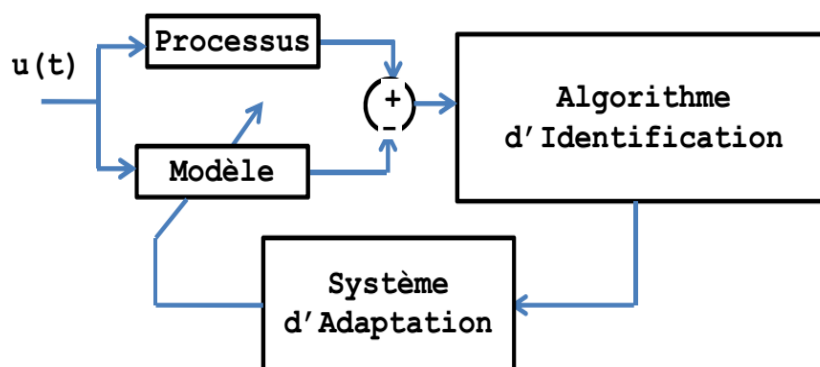 Processus
u(t)
+
-
Modèle
Algorithme
d'Identification
Système
d'Adaptation